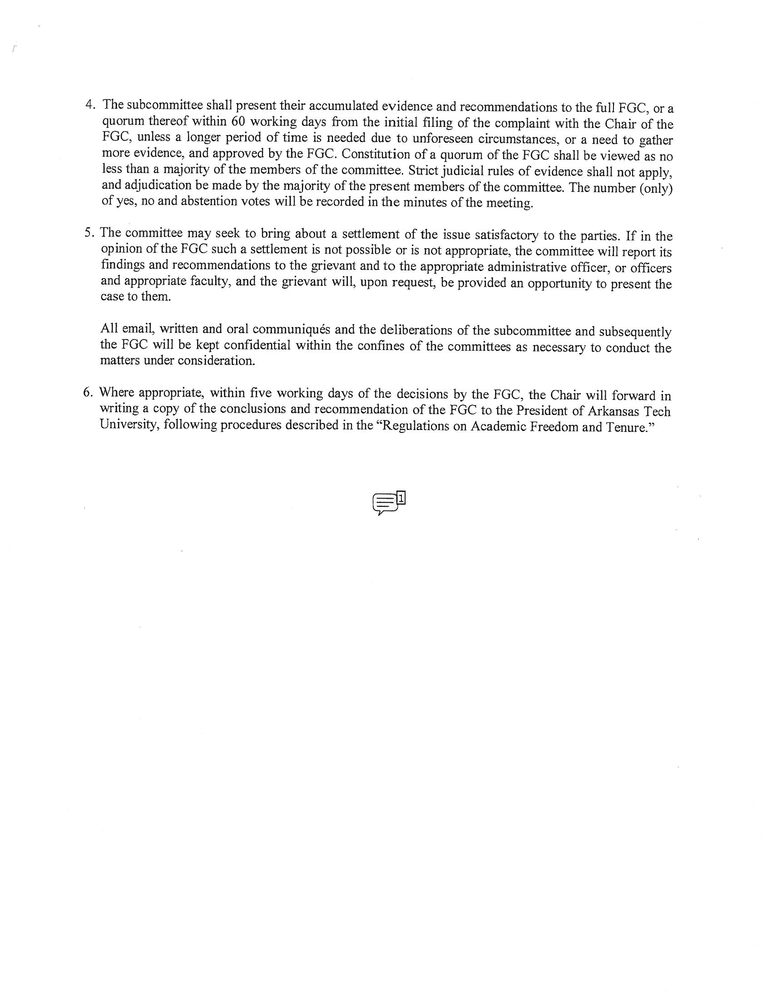 4. The subcommittee shall present their accumulated evidence and recommendations to the full FGC, or a
quorum thereof within 60 working days from the initial filing of the complaint with the Chair of the
FGC, unless a longer period of time is needed due to unforeseen circumstances, or a need to gather
more evidence, and approved by the FGC. Constitution of a quorum of the FGC shall be viewed as no
less than a majority of the members of the committee. Strict judicial rules of evidence shall not apply,
and adjudication be made by the majority of the present members of the committee. The number (only)
of yes, no and abstention votes will be recorded in the minutes of the meeting.
5. The committee may seek to bring about a settlement of the issue satisfactory to the parties. If in the
opinion of the FGC such a settlement is not possible or is not appropriate, the committee will report its
findings and recommendations to the grievant and to the appropriate administrative officer, or officers
and appropriate faculty, and the grievant will, upon request, be provided an opportunity to present the
case to them.
All email, written and oral communiqués and the deliberations of the subcommittee and subsequently
the FGC will be kept confidential within the confines of the committees as necessary to conduct the
matters under consideration.
6. Where appropriate, within five working days of the decisions by the FGC, the Chair will forward in
writing a copy of the conclusions and recommendation of the FGC to the President of Arkansas Tech
University, following procedures described in the “Regulations on Academic Freedom and Tenure.”
1